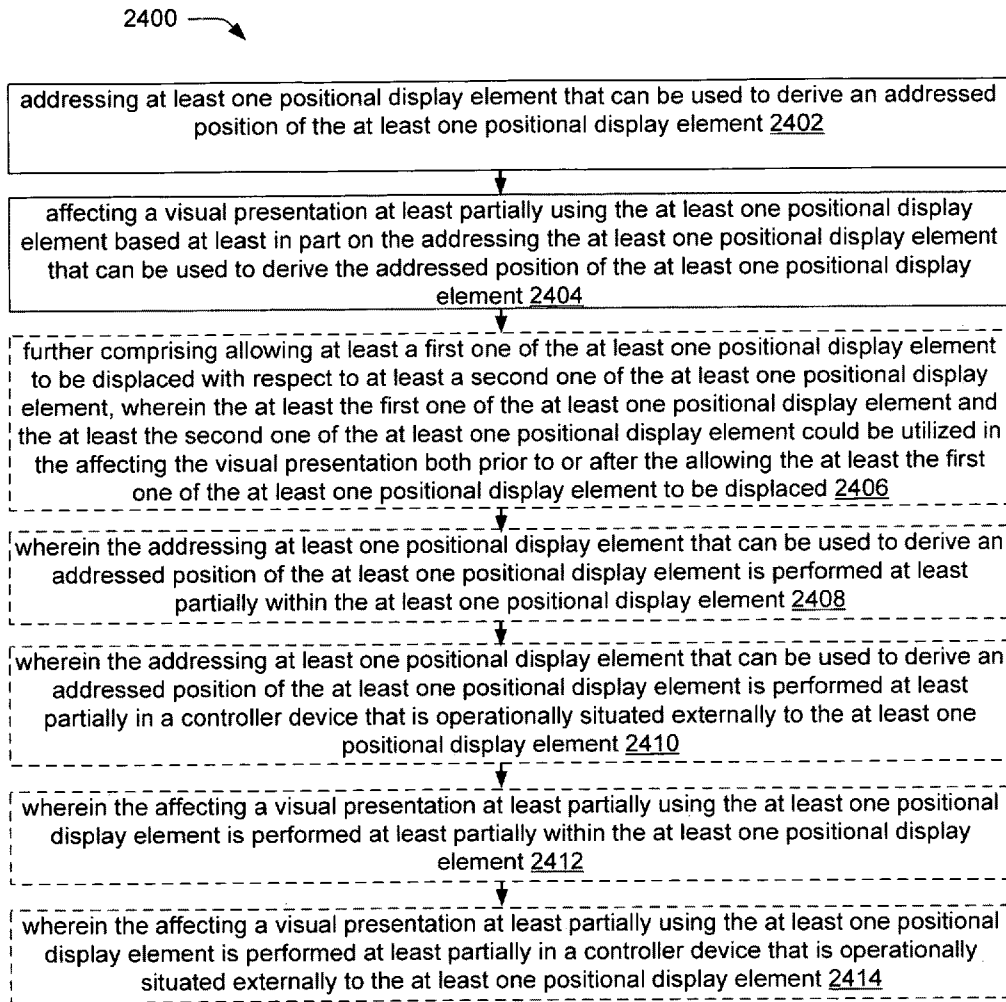 2400
addressing at least one positional display element that can be used to derive an addressed
position of the at least one positional display element 2402
affecting a visual presentation at least partially using the at least one positional display
element based at least in part on the addressing the at least one positional display element
that can be used to derive the addressed position of the at least one positional display
element 2404
further comprising allowing at least a first one of the at least one positional display element
to be displaced with respect to at least a second one of the at least one positional display
element, wherein the at least the first one of the at least one positional display element and
the at least the second one of the at least one positional display element could be utilized in
the affecting the visual presentation both prior to or after the allowing the at least the first
one of the at least one positional display element to be displaced 2406
wherein the addressing at least one positional display element that can be used to derive an
addressed position of the at least one positional display element is performed at least
partially within the at least one positional display element 2408
wherein the addressing at least one positional display element that can be used to derive an
addressed position of the at least one positional display element is performed at least
partially in a controller device that is operationally situated externally to the at least one
positional display element 2410
wherein the affecting a visual presentation at least partially using the at least one positional
display element is performed at least partially within the at least one positional display
element 2412
wherein the affecting a visual presentation at least partially using the at least one positional
display element is performed at least partially in a controller device that is operationally
situated externally to the at least one positional display element 2414